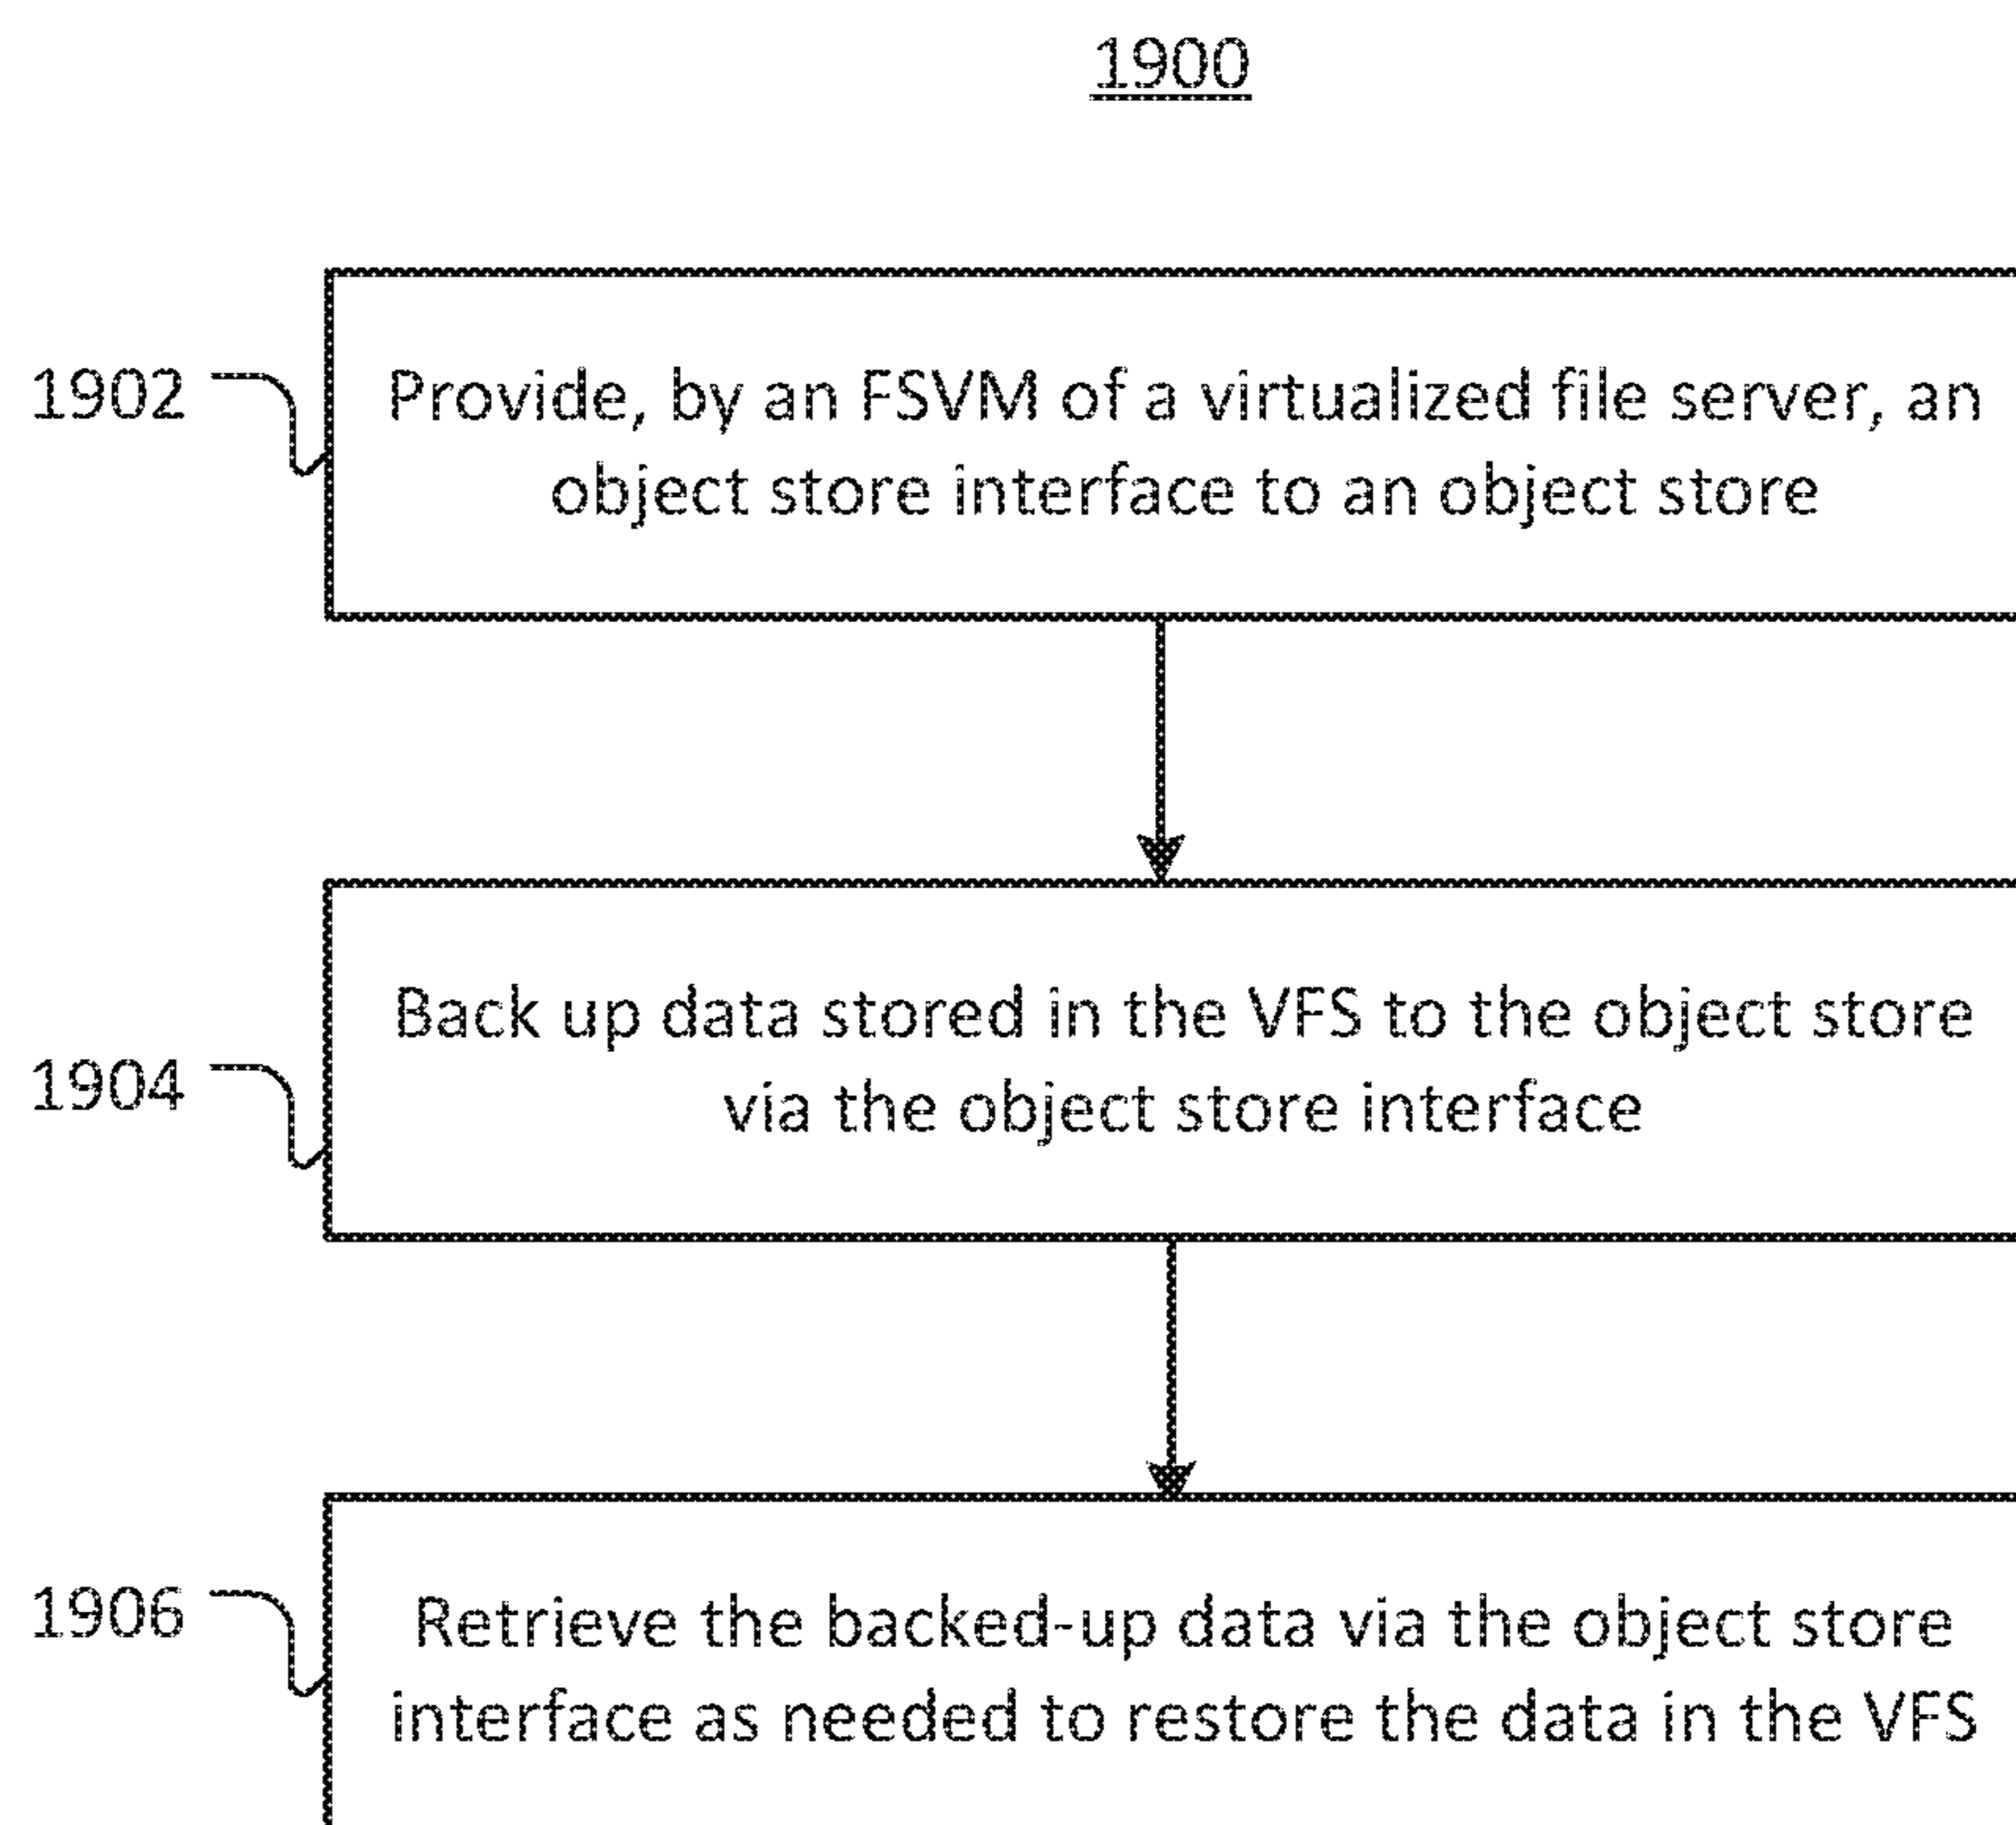 1900
1902
Provide, by an FSVM of a virtualized file server, an
object store interface to an object store
1904
Back up data stored in the VFS to the object store
via the object store interface
1906
Retrieve the backed-up data via the object store
interface as needed to restore the data in the VFS